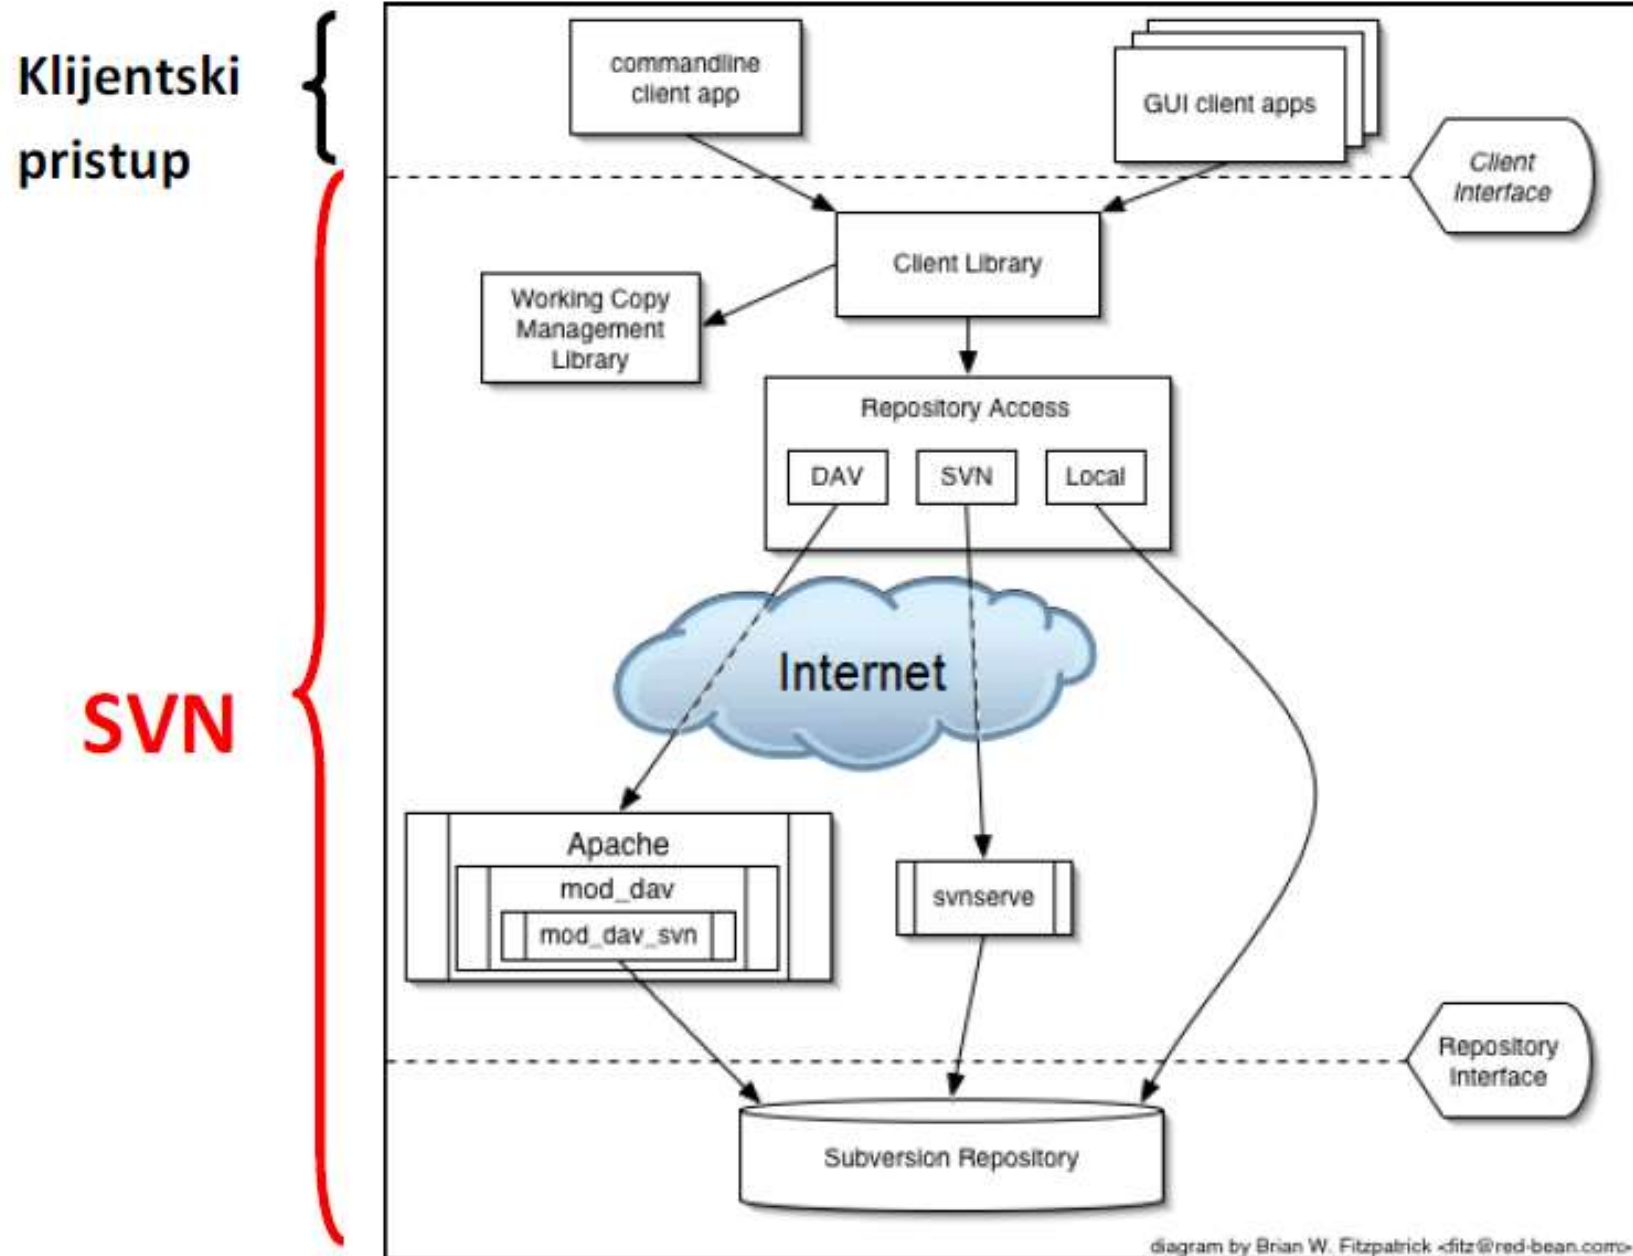 Klijentski
pristup
commandline
client app
GUI client apps
Client
Interface
Client Library
Working Copy
Management
Library
Repository Access
DAV
SVN
Local
Internet
SVN
Apache
mod_dav
mod_dav_svn
svnserve
Repository
Interface
Subversion Repository
diagram by Brian W. Fitzpatrick <fitz@red-bean.com>